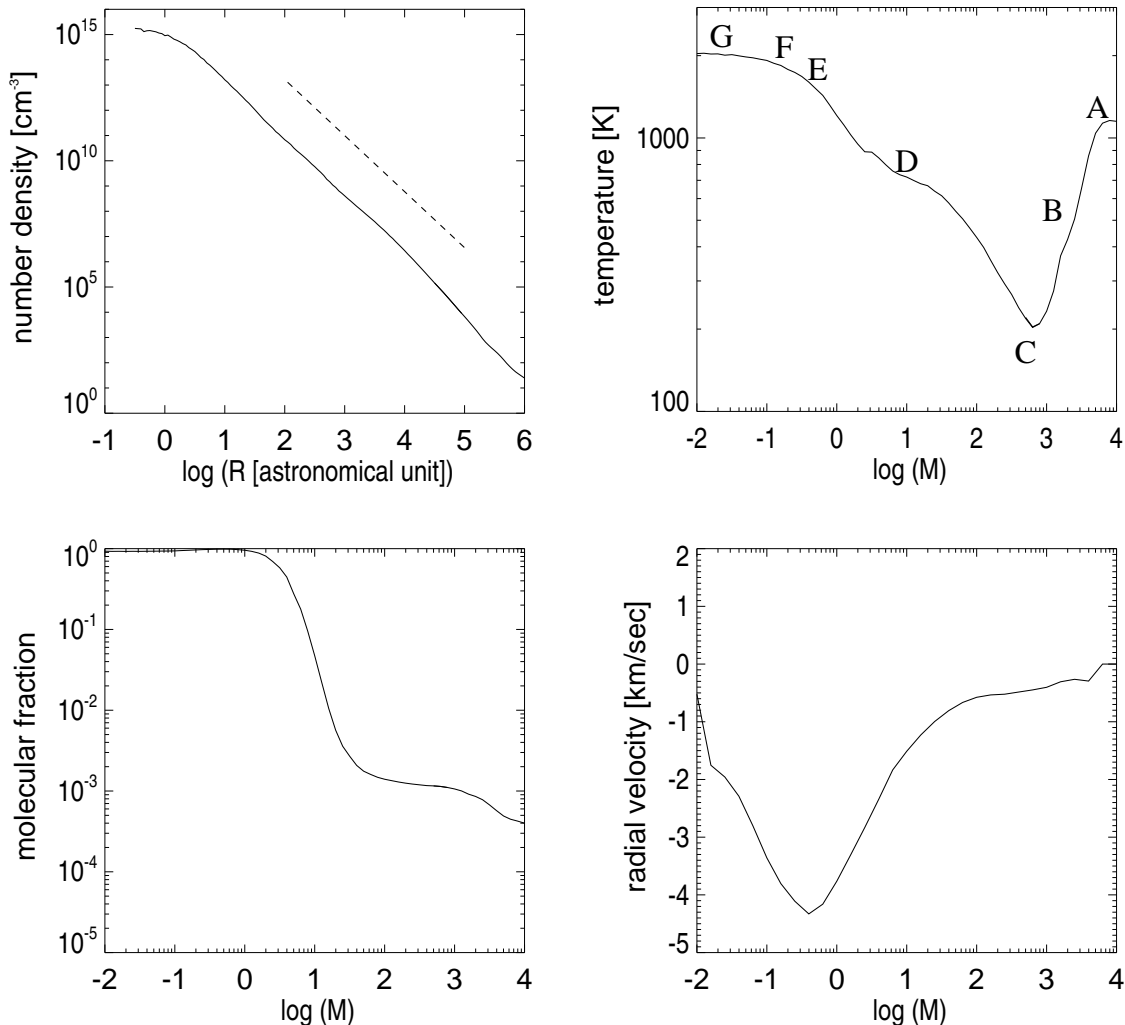 number density [cm-3]
10^15
10^10
10^5
10^0
-1 0 1 2 3 4 5 6
log (R [astronomical unit])
temperature [K]
1000
100
G
F
E
D
C
B
A
-2 -1 0 1 2 3 4
log (M)
molecular fraction
10^0
10^-1
10^-2
10^-3
10^-4
10^-5
-2 -1 0 1 2 3 4
log (M)
radial velocity [km/sec]
2
1
0
-1
-2
-3
-4
-5
-2 -1 0 1 2 3 4
log (M)